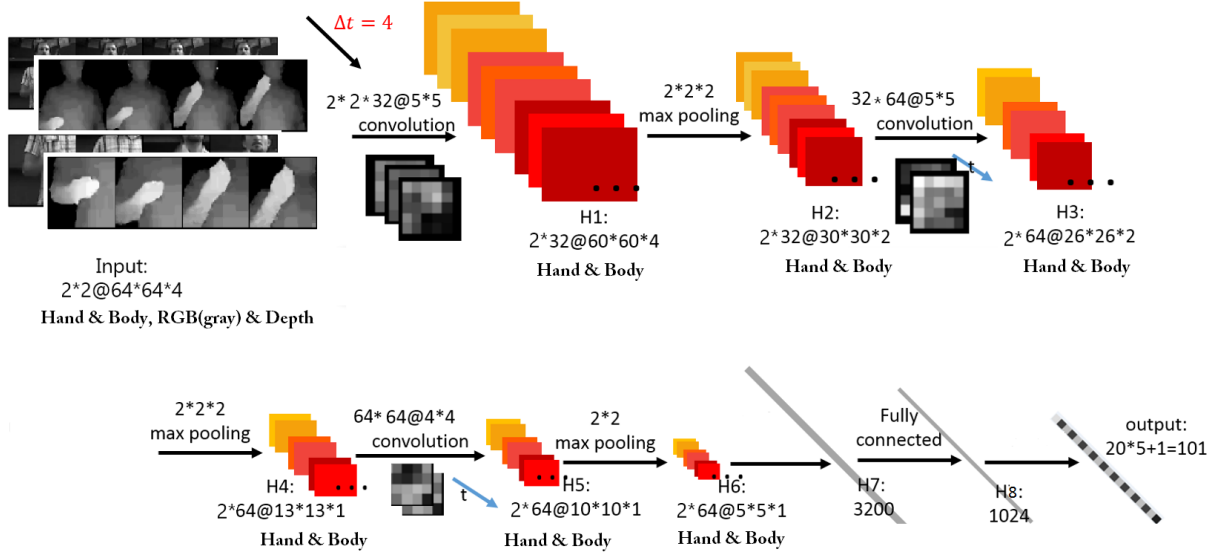 Δt = 4
2*2*32@5*5
convolution
2*2*2
max pooling
32*64@5*5
convolution
t
H1:
2*32@60*60*4
Hand & Body
H2:
2*32@30*30*2
Hand & Body
H3:
2*64@26*26*2
Hand & Body
Input:
2*2@64*64*4
Hand & Body, RGB(gray) & Depth
2*2*2
max pooling
64*64@4*4
convolution
t
2*2
max pooling
Fully
connected
output:
20*5+1=101
H4:
2*64@13*13*1
Hand & Body
H5:
2*64@10*10*1
Hand & Body
H6:
2*64@5*5*1
Hand & Body
H7:
3200
H8:
1024